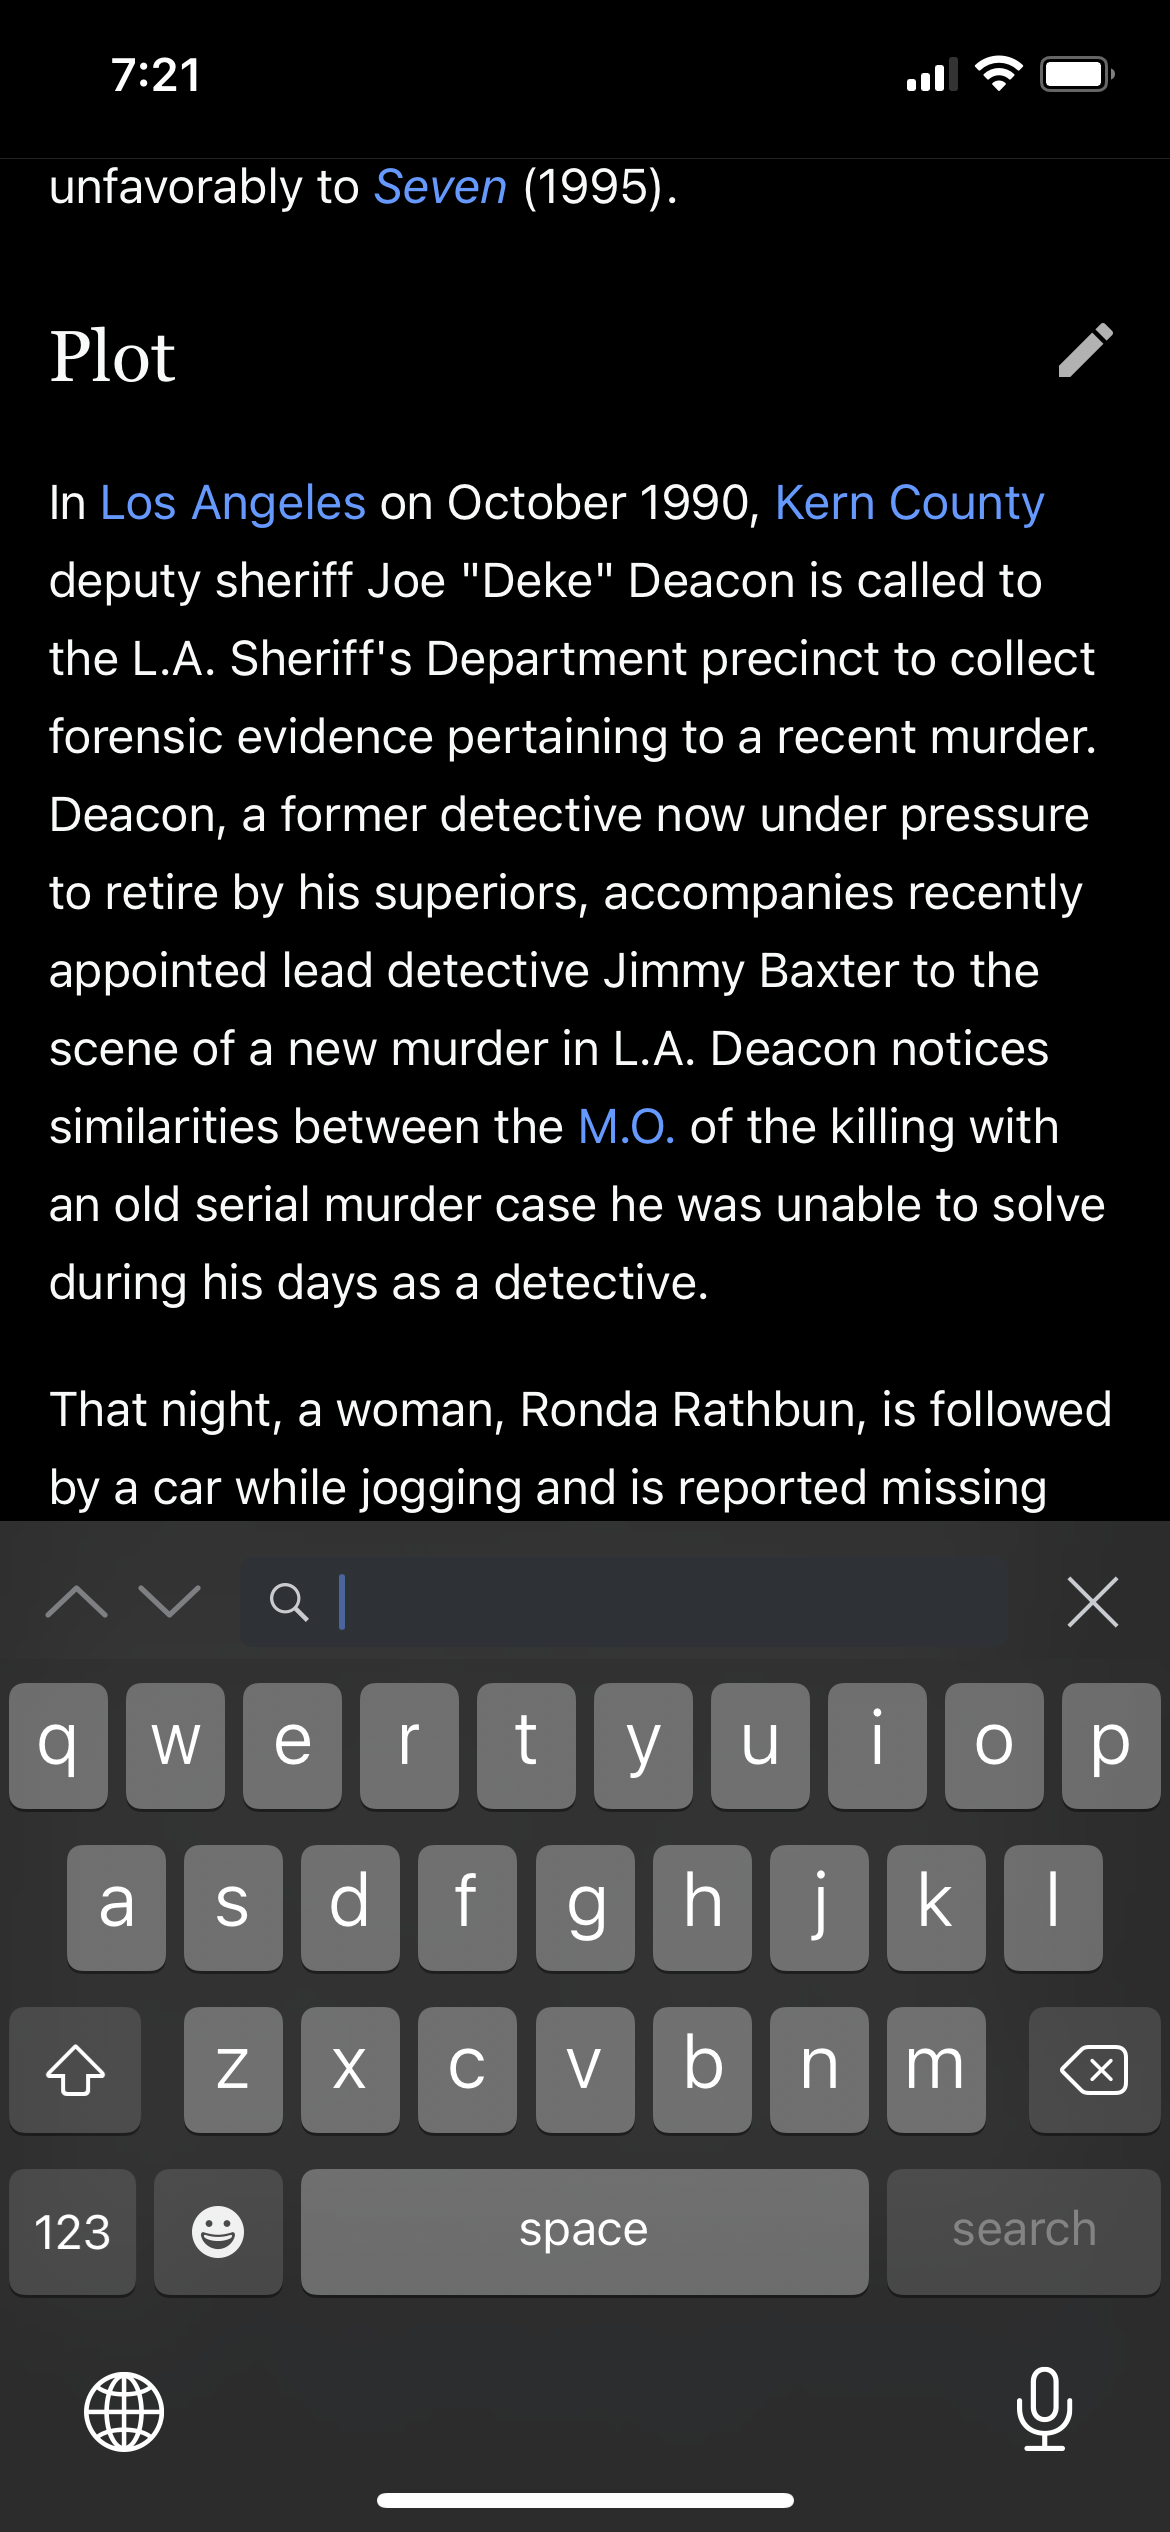 7:21
unfavorably to Seven (1995).
Plot
In Los Angeles on October 1990, Kern County
deputy sheriff Joe "Deke" Deacon is called to
the L.A. Sheriff's Department precinct to collect
forensic evidence pertaining to a recent murder.
Deacon, a former detective now under pressure
to retire by his superiors, accompanies recently
appointed lead detective Jimmy Baxter to the
scene of a new murder in L.A. Deacon notices
similarities between the M.O. of the killing with
an old serial murder case he was unable to solve
during his days as a detective.
That night, a woman, Ronda Rathbun, is followed
by a car while jogging and is reported missing
q w e r t y u i o p
a s d f g h j k l
z x c v b n m
123 space search